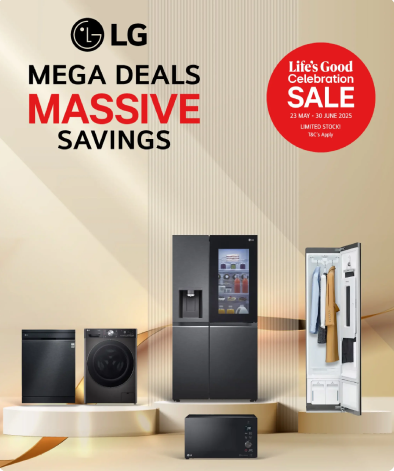 LG
MEGA DEALS
MASSIVE
SAVINGS
Life's Good
Celebration
SALE
23 MAY - 30 JUNE 2025
LIMITED STOCK!
T&C's Apply